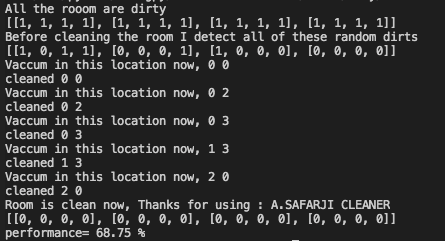 All the rooom are dirty
[[1, 1, 1, 1], [1, 1, 1, 1], [1, 1, 1, 1], [1, 1, 1, 1]]
Before cleaning the room I detect all of these random dirts
[[1, 0, 1, 1], [0, 0, 0, 1], [1, 0, 0, 0], [0, 0, 0, 0]]
Vaccum in this location now, 0 0
cleaned 0 0
Vaccum in this location now, 0 2
cleaned 0 2
Vaccum in this location now, 0 3
cleaned 0 3
Vaccum in this location now, 1 3
cleaned 1 3
Vaccum in this location now, 2 0
cleaned 2 0
Room is clean now, Thanks for using : A.SAFARJI CLEANER
[[0, 0, 0, 0], [0, 0, 0, 0], [0, 0, 0, 0], [0, 0, 0, 0]]
performance= 68.75 %